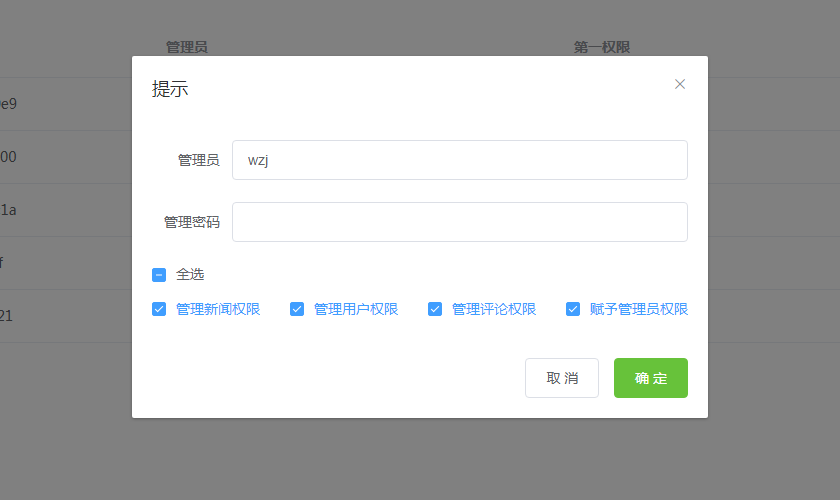 管理员 第一权限
提示
e9
管理员 wzj
00
1a
管理密码
f
全选
管理新闻权限 管理用户权限 管理评论权限 赋予管理员权限
21
取消 确定